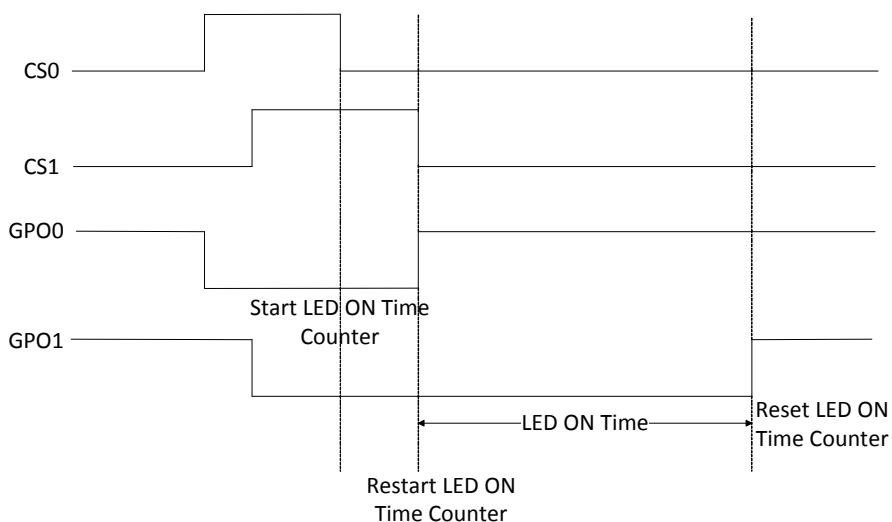 CS0
CS1
GPO0
Start LED ON Time
Counter
GPO1
LED ON Time
Reset LED ON
Time Counter
Restart LED ON
Time Counter